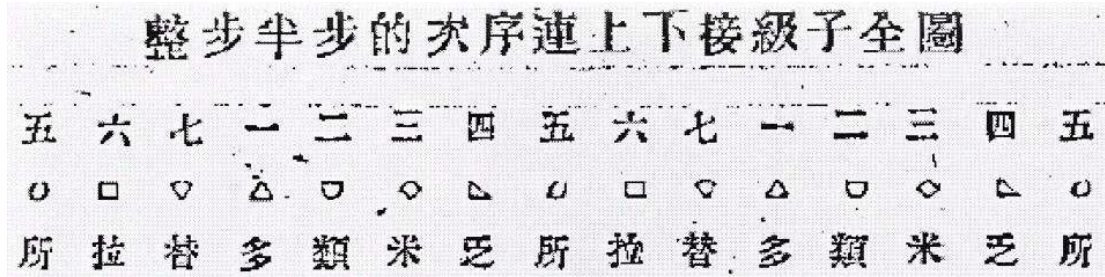 整步半步的次序連上下接級子全圖
五 六 七 一 二 三 四 五 六 七 一 二 三 四 五
所 拉 替 多 類 米 乏 所 拉 替 多 類 米 乏 所